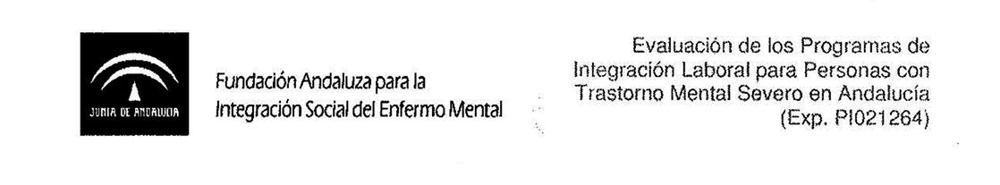 JUNTA DE ANDALUCIA
Fundación Andaluza para la
Integración Social del Enfermo Mental
Evaluación de los Programas de
Integración Laboral para Personas con
Trastorno Mental Severo en Andalucía
(Exp. PI021264)